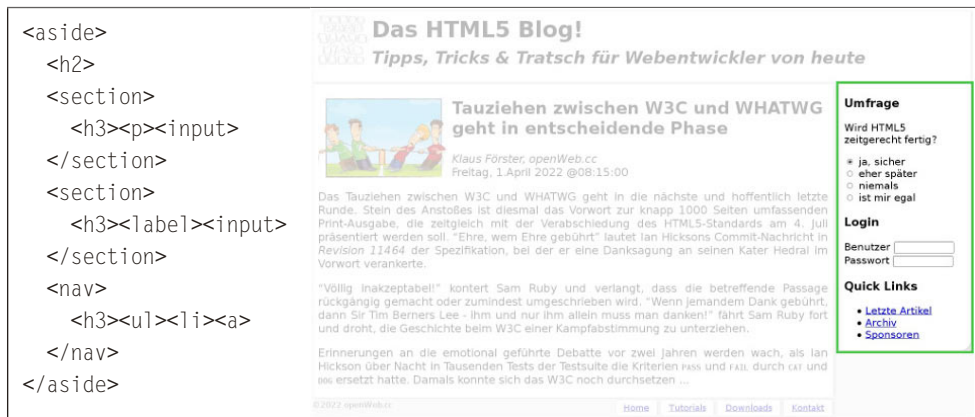 <aside>
<h2>
<section>
<h3><p><input>
</section>
<section>
<h3><label><input>
</section>
<nav>
<h3><ul><li><a>
</nav>
</aside>
Das HTML5 Blog!
Tipps, Tricks & Tratsch für Webentwickler von heute
Tauziehen zwischen W3C und WHATWG
geht in entscheidende Phase
Klaus Förster, openWeb.cc
Freitag, 1.April 2022 @08:15:00
Das Tauziehen zwischen W3C und WHATWG geht in die nächste und hoffentlich letzte
Runde. Stein des Anstoßes ist diesmal das Vorwort zur knapp 1000 Seiten umfassenden
Print-Ausgabe, die zeitgleich mit der Verabschiedung des HTML5-Standards am 4. Juli
präsentiert werden soll. “Ehre, wem Ehre gebührt” lautet Ian Hicksons Commit-Nachricht in
Revision 11464 der Spezifikation, bei der er eine Danksagung an seinen Kater Hedral im
Vorwort verankerte.
“Völlig inakzeptabel!” kontert Sam Ruby und verlangt, dass die betreffende Passage
rückgängig gemacht oder zumindest umgeschrieben wird. “Wenn jemandem Dank gebührt,
dann Sir Tim Berners Lee - ihm und nur ihm allein muss man danken!” fährt Sam Ruby fort
und droht, die Geschichte beim W3C einer Kampfabstimmung zu unterziehen.
Erinnerungen an die emotional geführte Debatte vor zwei Jahren werden wach, als Ian
Hickson über Nacht in Tausenden Tests der Testsuite die Kriterien PASS und FAIL durch CAT und
DOG ersetzt hatte. Damals konnte sich das W3C noch durchsetzen ...
Umfrage
Wird HTML5
zeitgerecht fertig?
ja, sicher
eher später
niemals
ist mir egal
Login
Benutzer
Passwort
Quick Links
• Letzte Artikel
• Archiv
• Sponsoren
©2022 openWeb.cc
Home Tutorials Downloads Kontakt